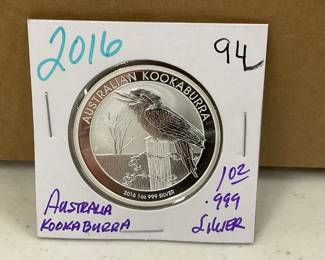 2016
94
AUSTRALIAN KOOKABURRA
2016 1oz 999 SILVER
1oz
.999
SILVER
AUSTRALIA
KOOKABURRA